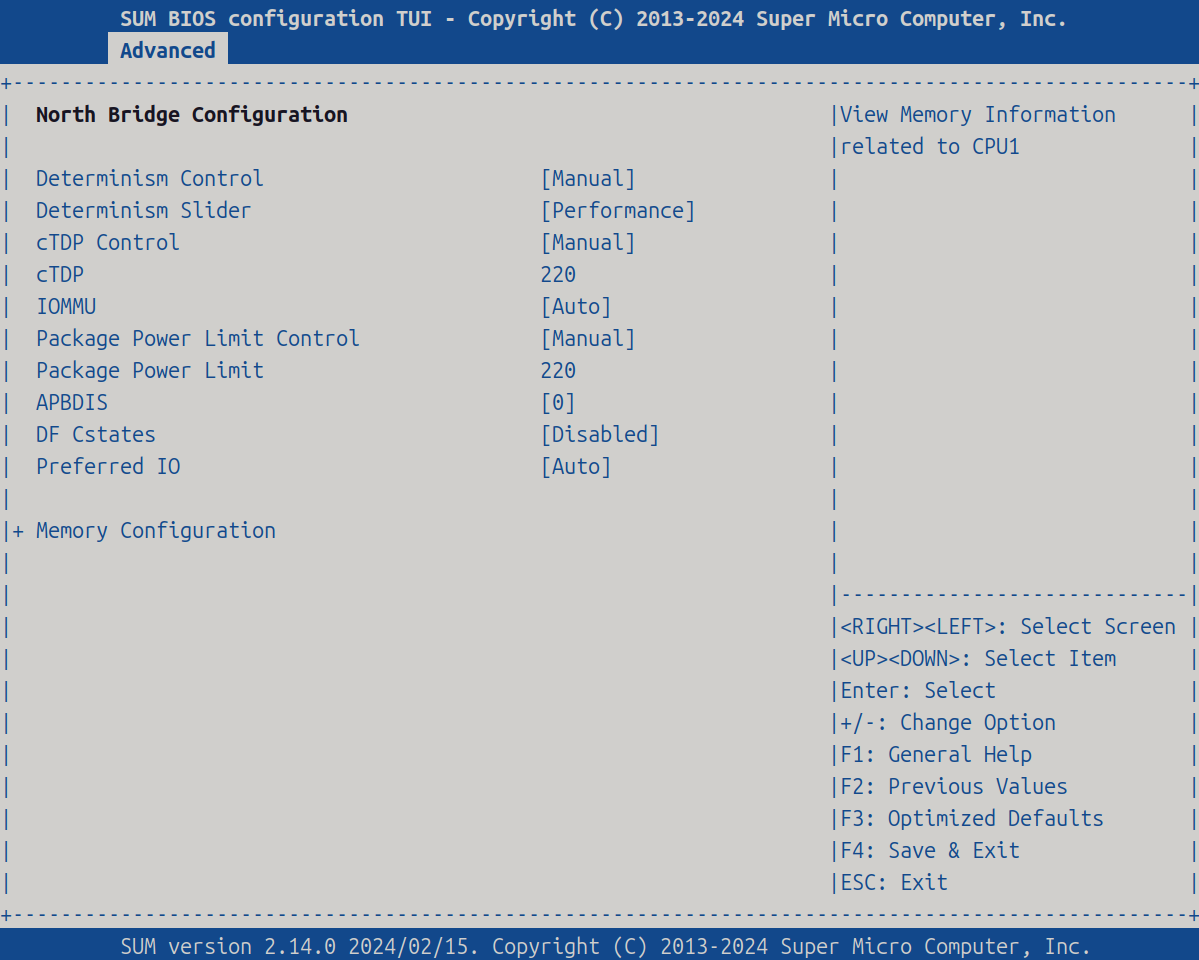 SUM BIOS configuration TUI - Copyright (C) 2013-2024 Super Micro Computer, Inc.
Advanced
North Bridge Configuration
Determinism Control [Manual]
Determinism Slider [Performance]
cTDP Control [Manual]
cTDP 220
IOMMU [Auto]
Package Power Limit Control [Manual]
Package Power Limit 220
APBDIS [0]
DF Cstates [Disabled]
Preferred IO [Auto]
+ Memory Configuration
View Memory Information
related to CPU1
<RIGHT><LEFT>: Select Screen
<UP><DOWN>: Select Item
Enter: Select
+/-: Change Option
F1: General Help
F2: Previous Values
F3: Optimized Defaults
F4: Save & Exit
ESC: Exit
SUM version 2.14.0 2024/02/15. Copyright (C) 2013-2024 Super Micro Computer, Inc.